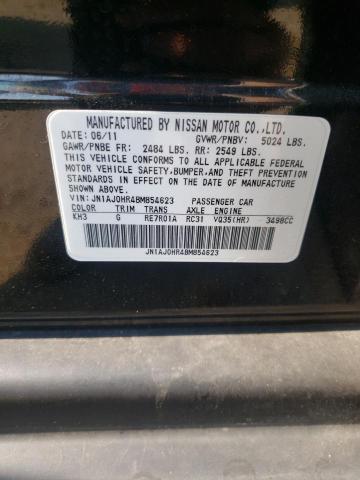 MANUFACTURED BY NISSAN MOTOR CO.,LTD.
DATE: 06/11 GVWR/PNBV: 5024 LBS.
GAWR/PNBE FR: 2484 LBS. RR: 2549 LBS.
THIS VEHICLE CONFORMS TO ALL APPLICABLE FEDERAL
MOTOR VEHICLE SAFETY,BUMPER,AND THEFT PREVENTION
STANDARDS IN EFFECT ON THE DATE OF MANUFACTURE
SHOWN ABOVE.
VIN: JN1AJ0HR4BM854623 PASSENGER CAR
COLOR TRIM TRANS AXLE ENGINE
KH3 G RE7R01A RC31 VQ35(HR) 3498CC
JN1AJ0HR4BM854623